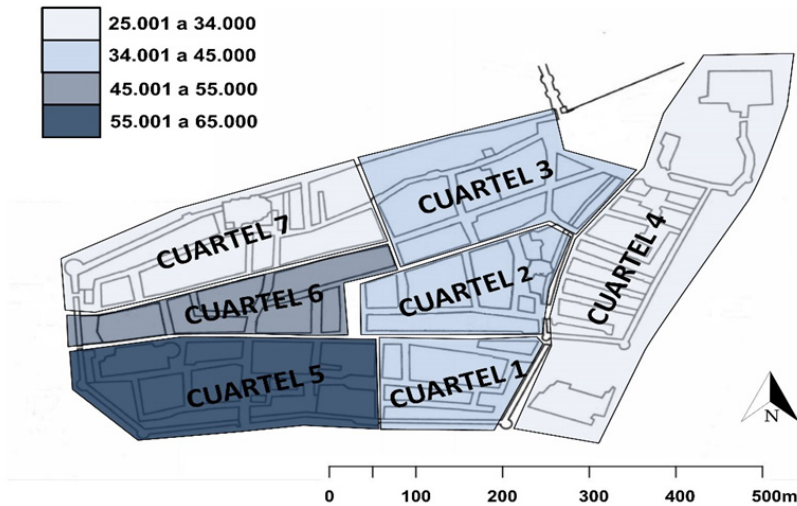 25.001 a 34.000
34.001 a 45.000
45.001 a 55.000
55.001 a 65.000
CUARTEL 3
CUARTEL 7
CUARTEL 4
CUARTEL 2
CUARTEL 6
CUARTEL 5
CUARTEL 1
N
0 100 200 300 400 500m